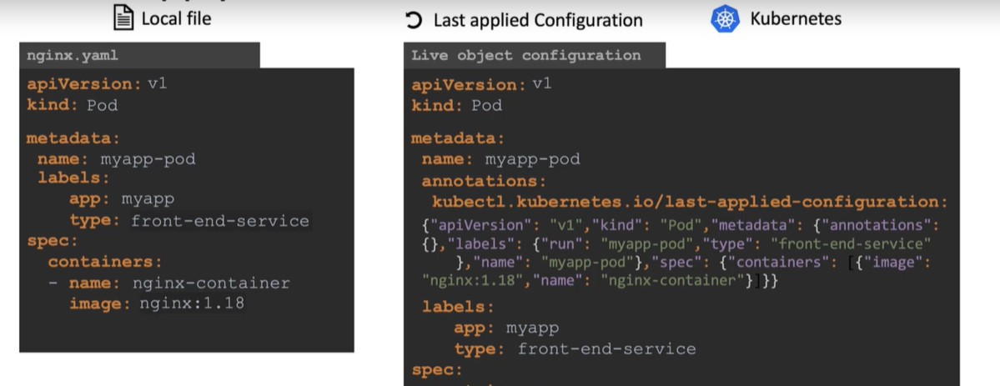 Local file
Last applied Configuration
Kubernetes
nginx.yaml
apiVersion: v1
kind: Pod
metadata:
name: myapp-pod
labels:
app: myapp
type: front-end-service
spec:
containers:
- name: nginx-container
image: nginx:1.18
Live object configuration
apiVersion: v1
kind: Pod
metadata:
name: myapp-pod
annotations:
kubectl.kubernetes.io/last-applied-configuration:
{"apiVersion": "v1","kind": "Pod","metadata": {"annotations":
{},"labels": {"run": "myapp-pod","type": "front-end-service"
},"name": "myapp-pod"},"spec": {"containers": [{"image":
"nginx:1.18","name": "nginx-container"}]}}
labels:
app: myapp
type: front-end-service
spec: